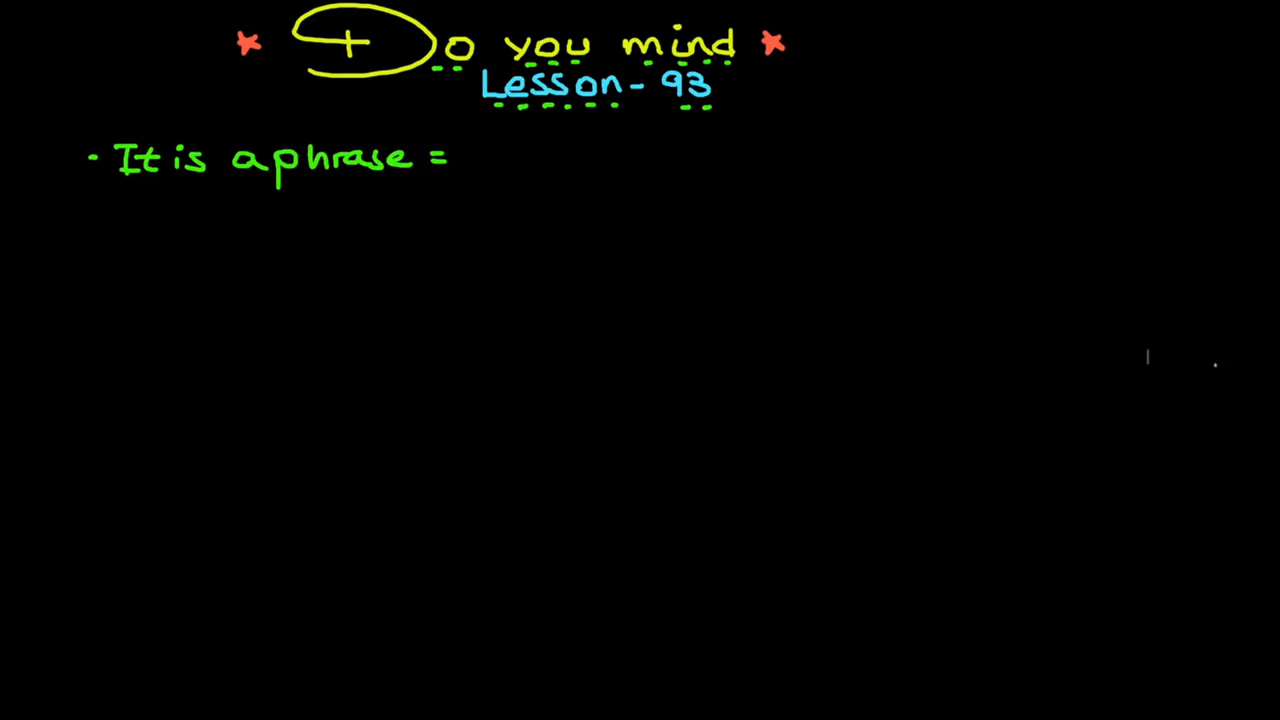 * Do you mind *
Lesson - 93
· It is a phrase =